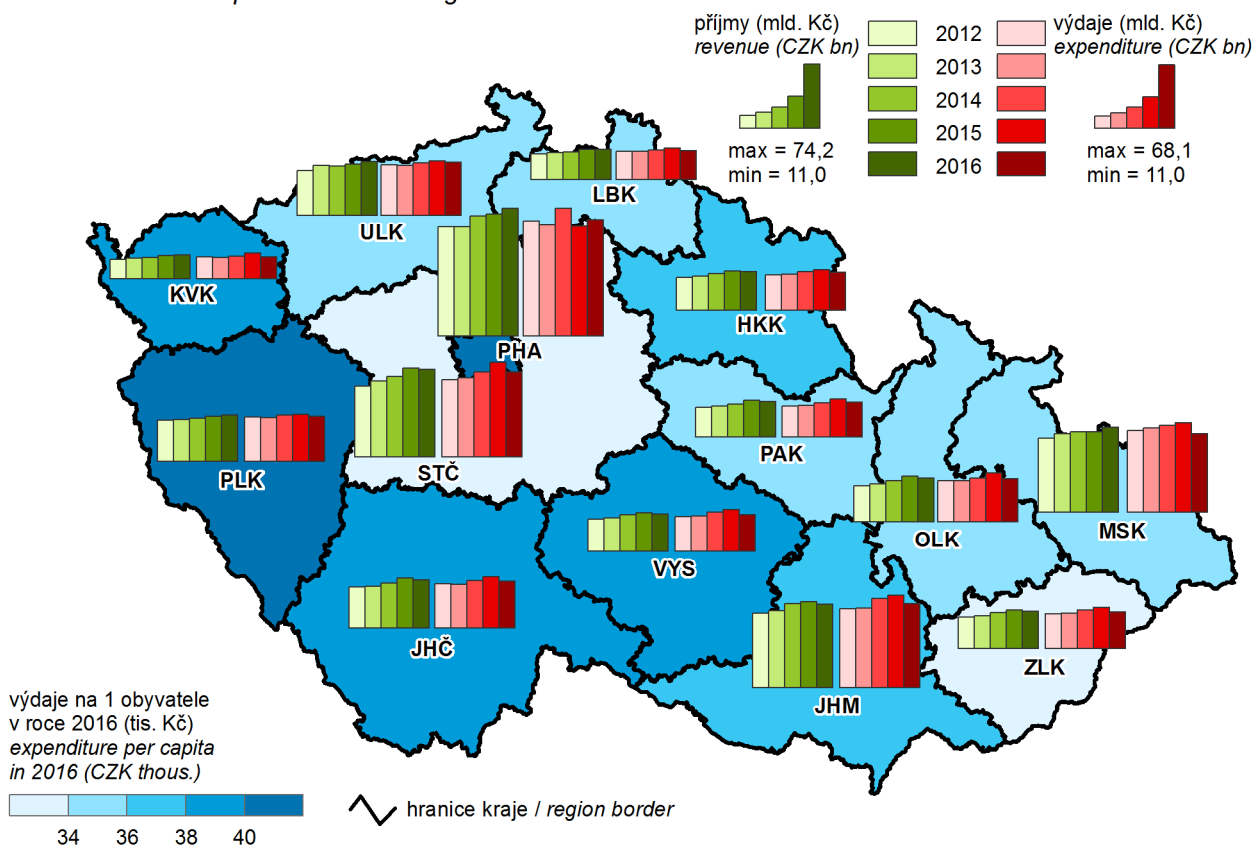 příjmy (mld. Kč)
revenue (CZK bn)
max = 74,2
min = 11,0
2012
2013
2014
2015
2016
výdaje (mld. Kč)
expenditure (CZK bn)
max = 68,1
min = 11,0
LBK
ULK
KVK
HKK
PHA
PAK
STČ
PLK
MSK
OLK
VYS
JHČ
ZLK
JHM
výdaje na 1 obyvatele
v roce 2016 (tis. Kč)
expenditure per capita
in 2016 (CZK thous.)
34 36 38 40
hranice kraje / region border